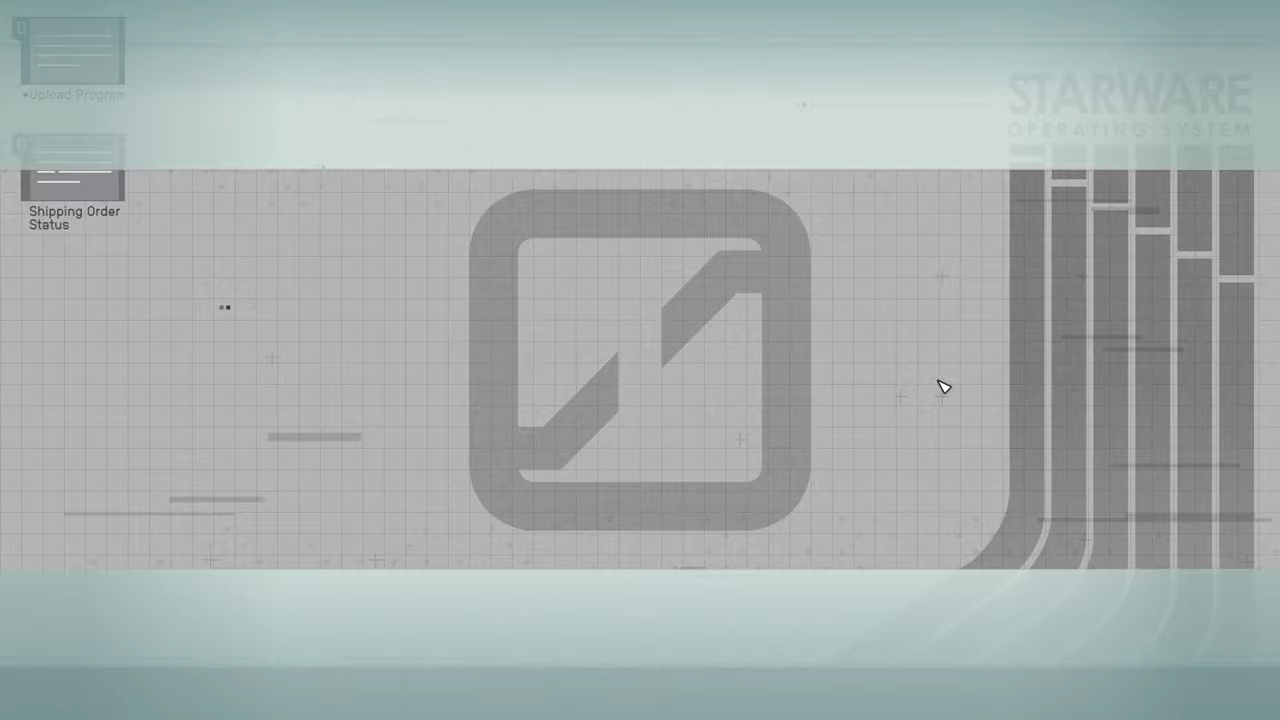 •Upload Program
STARWARE
OPERATING SYSTEM
Shipping Order
Status